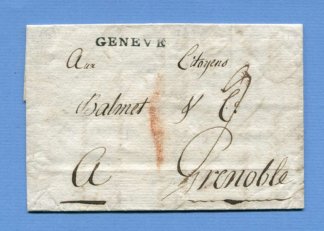 GENEVE
Aux Citoyens
Balmet &
A Grenoble